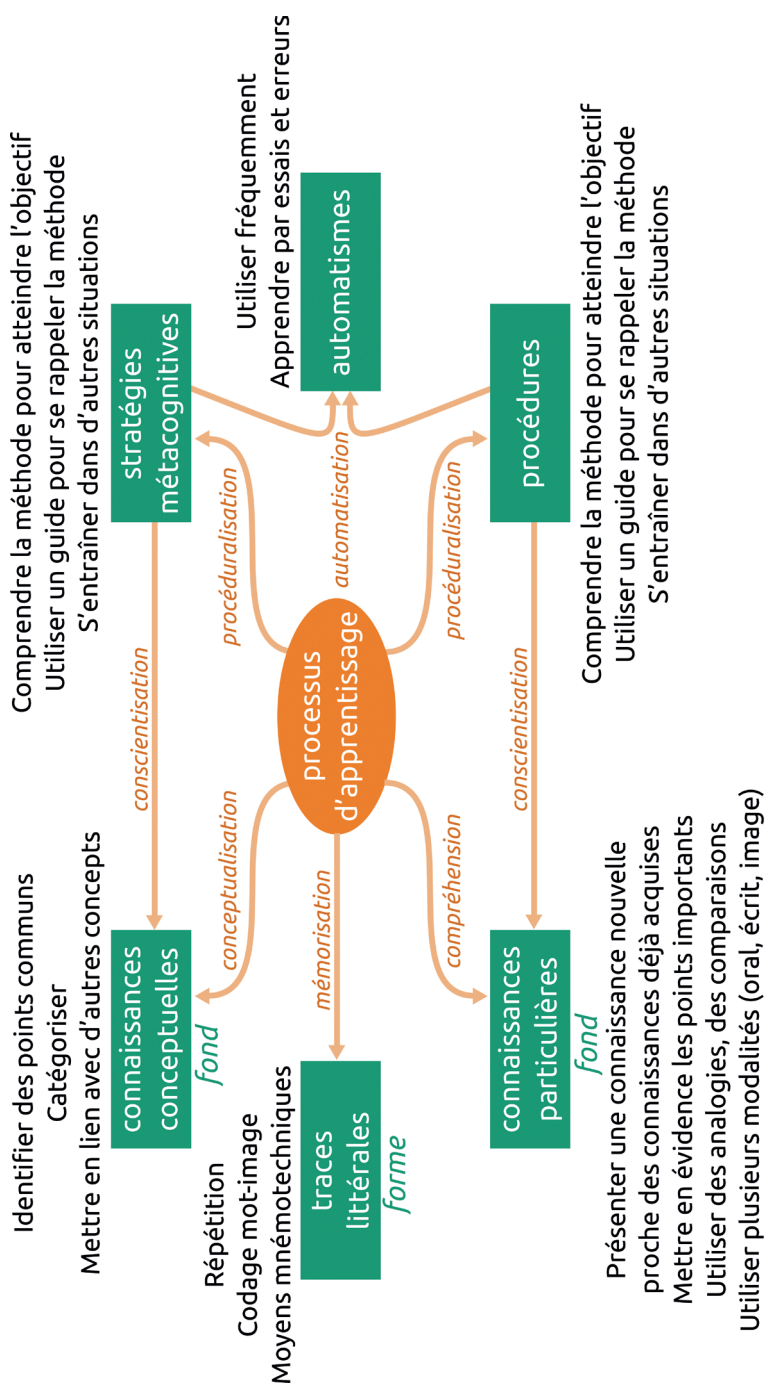 Identifier des points communs
Catégoriser
Mettre en lien avec d'autres concepts
connaissances
conceptuelles
fond
conscientisation
Comprendre la méthode pour atteindre l'objectif
Utiliser un guide pour se rappeler la méthode
S'entraîner dans d'autres situations
stratégies
métacognitives
conceptualisation
procéduralisation
Répétition
Codage mot-image
Moyens mnémotechniques
traces
littérales
forme
mémorisation
processus
d'apprentissage
automatisation
Utiliser fréquemment
Apprendre par essais et erreurs
automatismes
compréhension
procéduralisation
connaissances
particulières
fond
conscientisation
procédures
Présenter une connaissance nouvelle
proche des connaissances déjà acquises
Mettre en évidence les points importants
Utiliser des analogies, des comparaisons
Utiliser plusieurs modalités (oral, écrit, image)
Comprendre la méthode pour atteindre l'objectif
Utiliser un guide pour se rappeler la méthode
S'entraîner dans d'autres situations